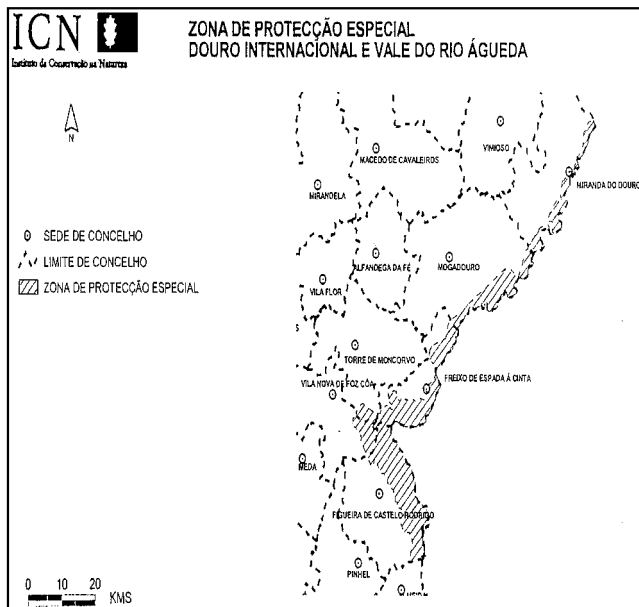 ICN
Instituto da Conservação da Natureza
ZONA DE PROTECÇÃO ESPECIAL
DOURO INTERNACIONAL E VALE DO RIO ÁGUEDA
N
SEDE DE CONCELHO
LIMITE DE CONCELHO
ZONA DE PROTECÇÃO ESPECIAL
VIMIOSO
MACEDO DE CAVALEIROS
MIRANDA DO DOURO
MIRANDELA
ALFANDEGA DA FÉ
MOGADOURO
VILA FLOR
S
TORRE DE MONCORVO
FREIXO DE ESPADA À CINTA
VILA NOVA DE FOZ CÔA
MEDA
FIGUEIRA DE CASTELO RODRIGO
PINHEL
0 10 20 KMS